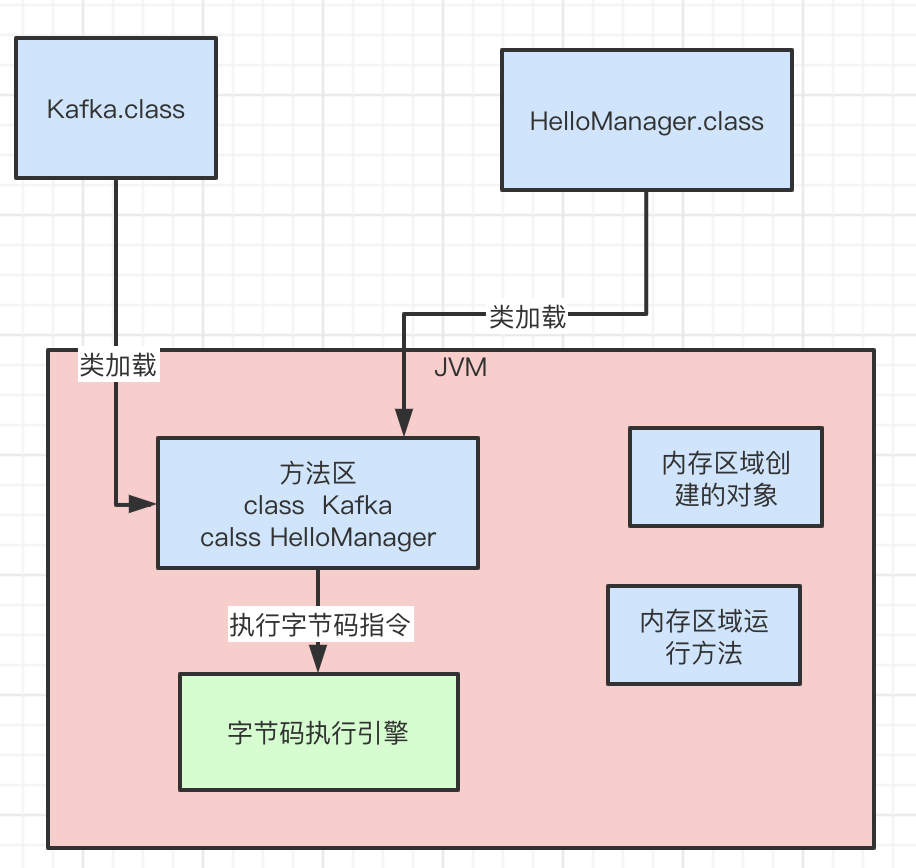 Kafka.class
HelloManager.class
类加载
类加载
JVM
方法区
class Kafka
calss HelloManager
内存区域创
建的对象
执行字节码指令
内存区域运
行方法
字节码执行引擎